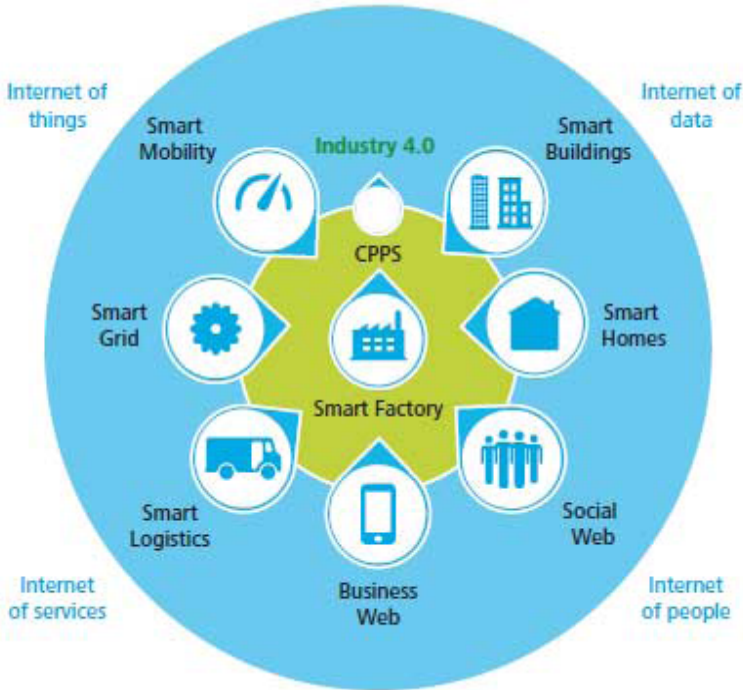 Internet of
things
Internet of
data
Smart
Mobility
Industry 4.0
Smart
Buildings
CPPS
Smart
Grid
Smart
Homes
Smart Factory
Smart
Logistics
Social
Web
Business
Web
Internet
of services
Internet
of people